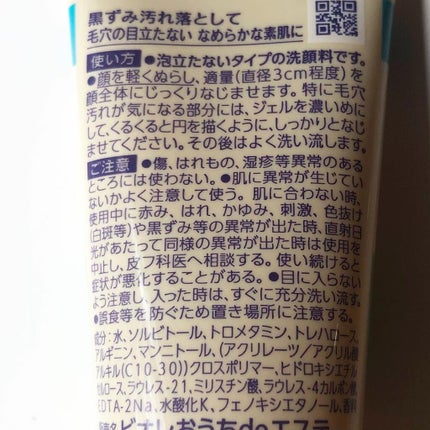 黒ずみ汚れ落として
毛穴の目立たない なめらかな素肌に
使い方 ●泡立たないタイプの洗顔料です。
●顔を軽くぬらし、適量(直径3cm程度)を
顔全体にじっくりなじませます。特に毛穴
汚れが気になる部分には、ジェルを濃いめに
して、くるくると円を描くように、しっかりとなじ
ませてください。その後はよく洗い流します。
ご注意 ●傷、はれもの、湿疹等異常のある
ところには使わない。●肌に異常が生じてい
ないかよく注意して使う。肌に合わない時、
使用中に赤み、はれ、かゆみ、刺激、色抜け
(白斑等)や黒ずみ等の異常が出た時、直射日
光があたって同様の異常が出た時は使用を
中止し、皮フ科医へ相談する。使い続けると
症状が悪化することがある。●目に入らない
よう注意し、入った時は、すぐに充分洗い流す。
●誤食等を防ぐため置き場所に注意する。
成分:水、ソルビトール、トロメタミン、トレハロース、
アルギニン、マンニトール、(アクリレーツ/アクリル酸
アルキル(C10-30))クロスポリマー、ヒドロキシエチル
セルロース、ラウレス-21、ミリスチン酸、ラウレス-4カルボン酸、
EDTA-2Na、水酸化K、フェノキシエタノール、香料
ビオレおうちdeエステ